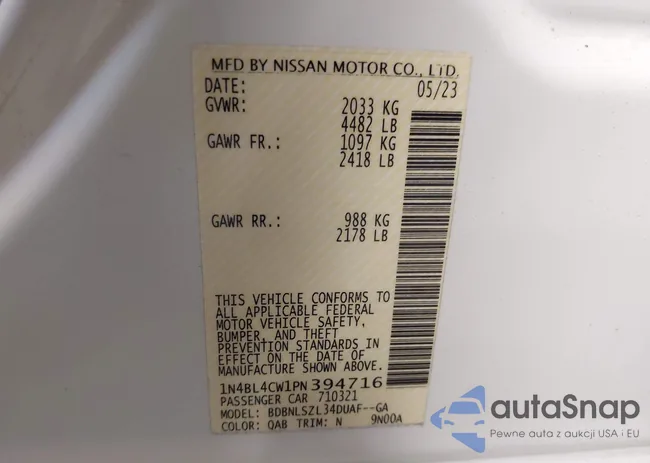 MFD BY NISSAN MOTOR CO., LTD.
DATE: 05/23
GVWR: 2033 KG
4482 LB
GAWR FR.: 1097 KG
2418 LB
GAWR RR.: 988 KG
2178 LB
THIS VEHICLE CONFORMS TO
ALL APPLICABLE FEDERAL
MOTOR VEHICLE SAFETY,
BUMPER, AND THEFT
PREVENTION STANDARDS IN
EFFECT ON THE DATE OF
MANUFACTURE SHOWN ABOVE.
1N4BL4CW1PN394716
PASSENGER CAR 710321
MODEL: BDBNLSZL34DUAF--GA
COLOR: QAB TRIM: N 9N00A
autoSnap
Pewne auta z aukcji USA i EU